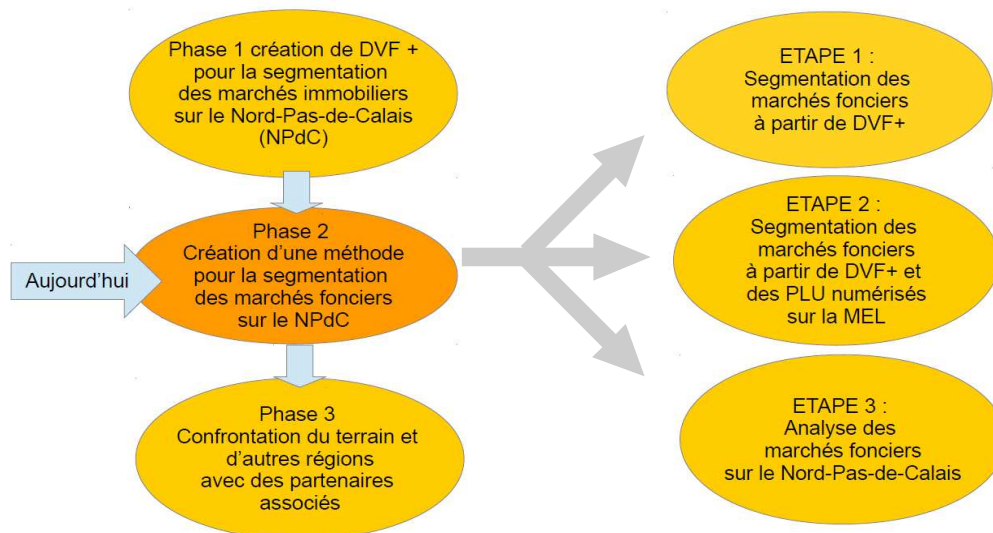 Phase 1 création de DVF +
pour la segmentation
des marchés immobiliers
sur le Nord-Pas-de-Calais
(NPdC)
Aujourd'hui
Phase 2
Création d'une méthode
pour la segmentation
des marchés fonciers
sur le NPdC
Phase 3
Confrontation du terrain et
d'autres régions
avec des partenaires
associés
ETAPE 1 :
Segmentation des
marchés fonciers
à partir de DVF+
ETAPE 2 :
Segmentation des
marchés fonciers
à partir de DVF+ et
des PLU numérisés
sur la MEL
ETAPE 3 :
Analyse des
marchés fonciers
sur le Nord-Pas-de-Calais